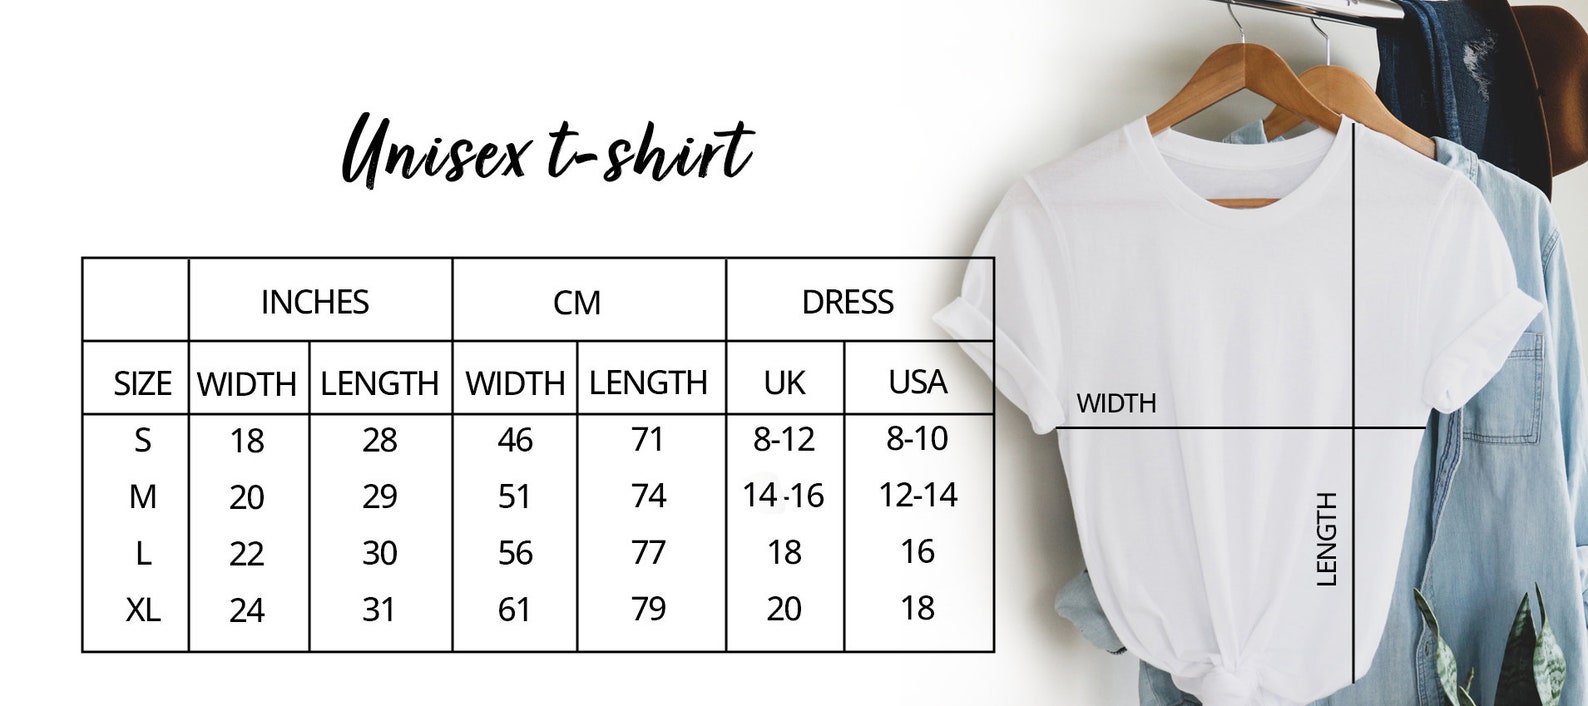 Unisex t-shirt
INCHES CM DRESS
SIZE WIDTH LENGTH WIDTH LENGTH UK USA
S 18 28 46 71 8-12 8-10
M 20 29 51 74 14 -16 12-14
L 22 30 56 77 18 16
XL 24 31 61 79 20 18
WIDTH
LENGTH